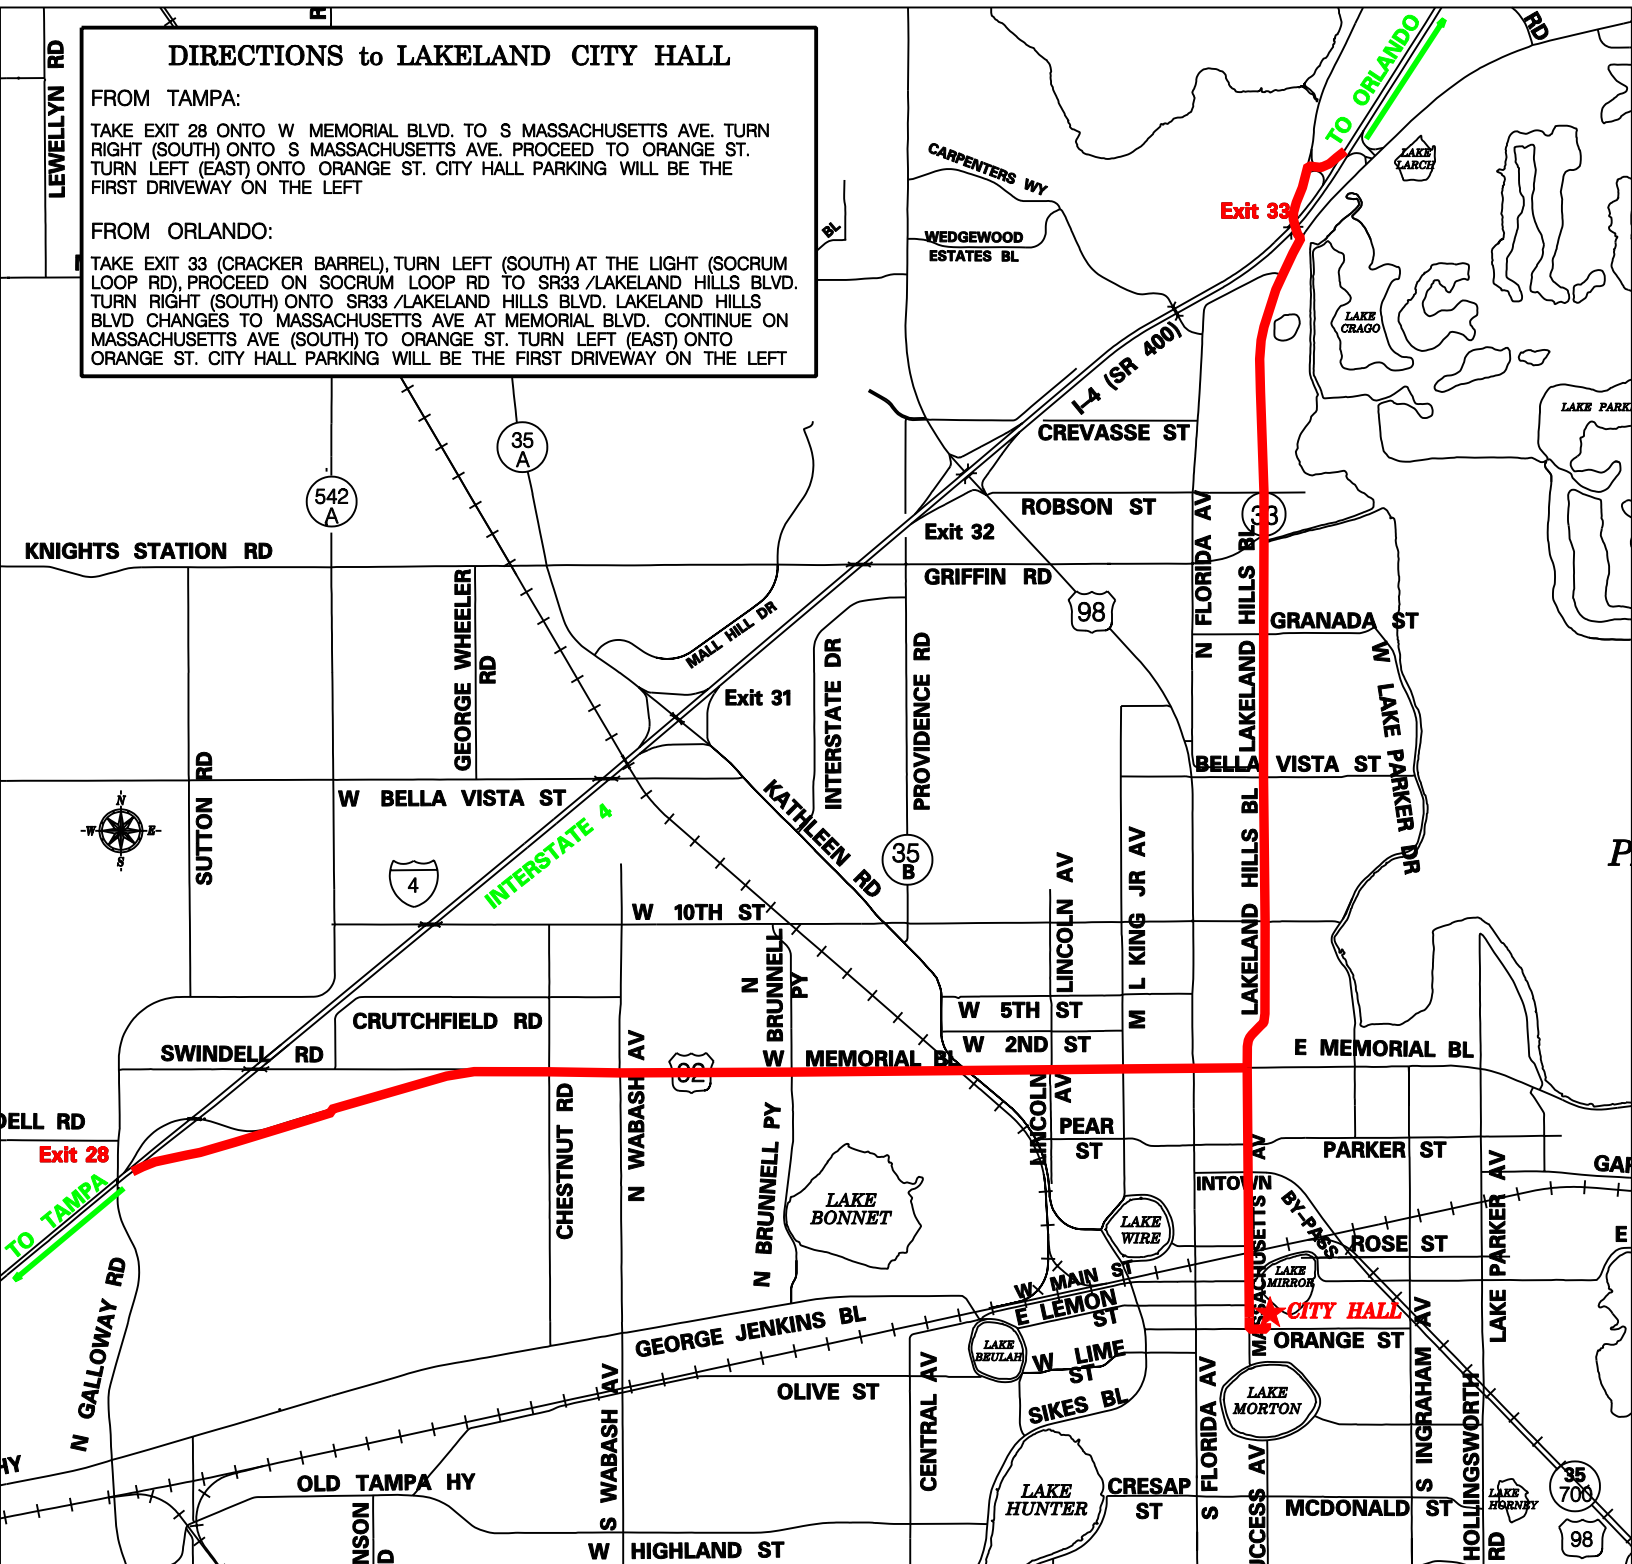 DIRECTIONS to LAKELAND CITY HALL
FROM TAMPA:
TAKE EXIT 28 ONTO W MEMORIAL BLVD. TO S MASSACHUSETTS AVE. TURN
RIGHT (SOUTH) ONTO S MASSACHUSETTS AVE. PROCEED TO ORANGE ST.
TURN LEFT (EAST) ONTO ORANGE ST. CITY HALL PARKING WILL BE THE
FIRST DRIVEWAY ON THE LEFT
FROM ORLANDO:
TAKE EXIT 33 (CRACKER BARREL), TURN LEFT (SOUTH) AT THE LIGHT (SOCRUM
LOOP RD), PROCEED ON SOCRUM LOOP RD TO SR33 /LAKELAND HILLS BLVD.
TURN RIGHT (SOUTH) ONTO SR33 /LAKELAND HILLS BLVD. LAKELAND HILLS
BLVD CHANGES TO MASSACHUSETTS AVE AT MEMORIAL BLVD. CONTINUE ON
MASSACHUSETTS AVE (SOUTH) TO ORANGE ST. TURN LEFT (EAST) ONTO
ORANGE ST. CITY HALL PARKING WILL BE THE FIRST DRIVEWAY ON THE LEFT
LEWELLYN RD
RD
TO ORLANDO
LAKE
LARCH
CARPENTERS WY
Exit 33
BL
WEDGEWOOD
ESTATES BL
LAKE
CRAGO
I-4 (SR 400)
LAKE PARK
CREVASSE ST
35
A
542
A
ROBSON ST
33
Exit 32
KNIGHTS STATION RD
GRIFFIN RD
N FLORIDA AV
LAKELAND HILLS BL
98
GRANADA ST
GEORGE WHEELER
RD
MALL HILL DR
Exit 31
INTERSTATE DR
PROVIDENCE RD
W LAKE PARKER DR
BELLA VISTA ST
W BELLA VISTA ST
SUTTON RD
N
W
E
S
INTERSTATE 4
4
KATHLEEN RD
35
B
LINCOLN AV
M L KING JR AV
LAKELAND HILLS BL
W 10TH ST
N BRUNNELL
PY
W 5TH ST
CRUTCHFIELD RD
W 2ND ST
SWINDELL RD
W MEMORIAL BL
E MEMORIAL BL
92
N WABASH AV
CHESTNUT RD
N BRUNNELL PY
LINCOLN
AV
DELL RD
PEAR
ST
PARKER ST
Exit 28
TO TAMPA
GAR
INTOWN BY-PASS
LAKE
BONNET
LAKE
WIRE
MASSACHUSETTS AV
ROSE ST
E
LAKE PARKER AV
LAKE
MIRROR
W MAIN ST
E LEMON
ST
CITY HALL
ORANGE ST
N GALLOWAY RD
GEORGE JENKINS BL
LAKE
BEULAH
W LIME
ST
OLIVE ST
SIKES BL
LAKE
MORTON
CENTRAL AV
S FLORIDA AV
S INGRAHAM AV
HOLLINGSWORTH
RD
S WABASH AV
HY
OLD TAMPA HY
LAKE
HUNTER
CRESAP
ST
MCDONALD ST
LAKE
HORNEY
35
700
98
UCCESS AV
NSON
D
W HIGHLAND ST